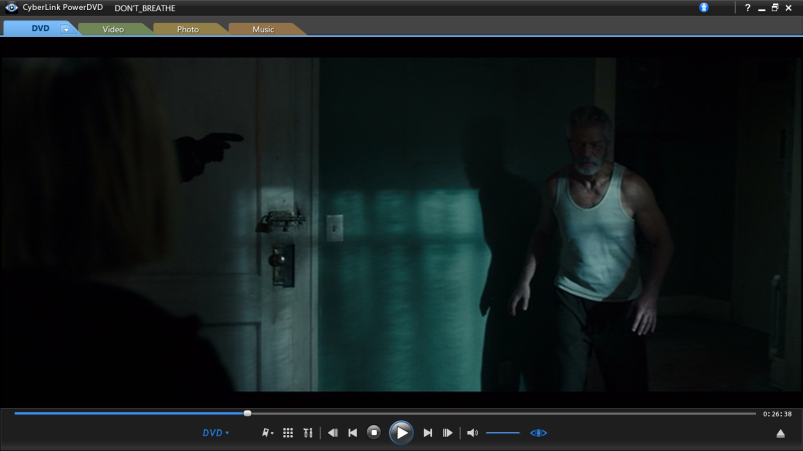 CyberLink PowerDVD DON'T_BREATHE ?
DVD Video Photo Music
0:26:38
DVD